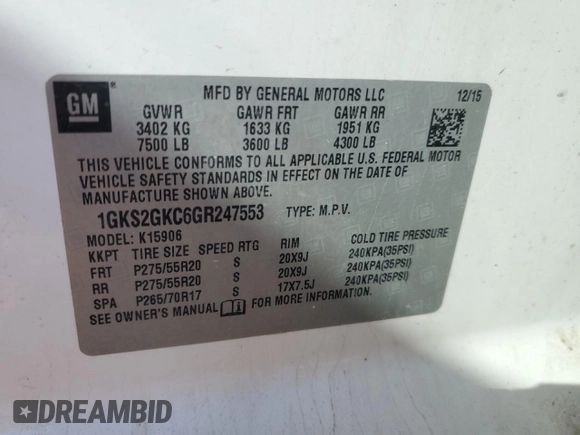 GM
MFD BY GENERAL MOTORS LLC 12/15
GVWR GAWR FRT GAWR RR
3402 KG 1633 KG 1951 KG
7500 LB 3600 LB 4300 LB
THIS VEHICLE CONFORMS TO ALL APPLICABLE U.S. FEDERAL MOTOR
VEHICLE SAFETY STANDARDS IN EFFECT ON THE DATE OF
MANUFACTURE SHOWN ABOVE.
1GKS2GKC6GR247553 TYPE: M.P.V.
MODEL: K15906
KKPT TIRE SIZE SPEED RTG RIM COLD TIRE PRESSURE
FRT P275/55R20 S 20X9J 240KPA(35PSI)
RR P275/55R20 S 20X9J 240KPA(35PSI)
SPA P265/70R17 S 17X7.5J 240KPA(35PSI)
SEE OWNER'S MANUAL FOR MORE INFORMATION.
DREAMBID